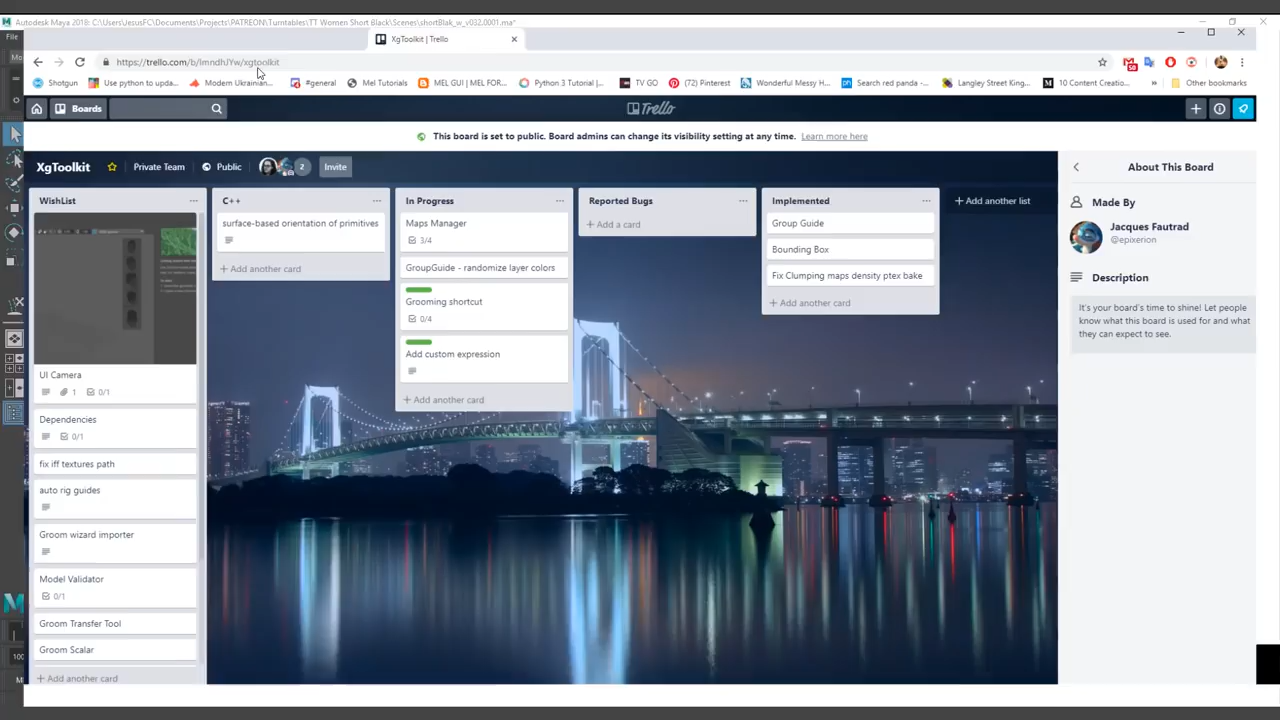 Autodesk Maya 2018: C:\Users\JesusFC\Documents\Projects\PATREON\Turntables\TT Women Short Black\Scenes\shortBlak_w_v032.0001.ma*
File
XgToolkit | Trello
https://trello.com/b/ImndhJYw/xgtoolkit
Shotgun
Use python to upda...
Modern Ukrainian...
#general
Mel Tutorials
MEL GUI | MEL FOR...
Python 3 Tutorial |...
TV GO
(72) Pinterest
Wonderful Messy H...
Search red panda -...
Langley Street King...
10 Content Creatio...
»
Other bookmarks
Boards
Trello
This board is set to public. Board admins can change its visibility setting at any time. Learn more here
XgToolkit
Private Team
Public
2
Invite
About This Board
Made By
Jacques Fautrad
@epixerion
Description
It's your board's time to shine! Let people
know what this board is used for and what
they can expect to see.
WishList
UI Camera
1
0/1
Dependencies
0/1
fix iff textures path
auto rig guides
Groom wizard importer
Model Validator
0/1
Groom Transfer Tool
Groom Scalar
+ Add another card
C++
surface-based orientation of primitives
+ Add another card
In Progress
Maps Manager
3/4
GroupGuide - randomize layer colors
Grooming shortcut
0/4
Add custom expression
+ Add another card
Reported Bugs
+ Add a card
Implemented
Group Guide
Bounding Box
Fix Clumping maps density ptex bake
+ Add another card
+ Add another list